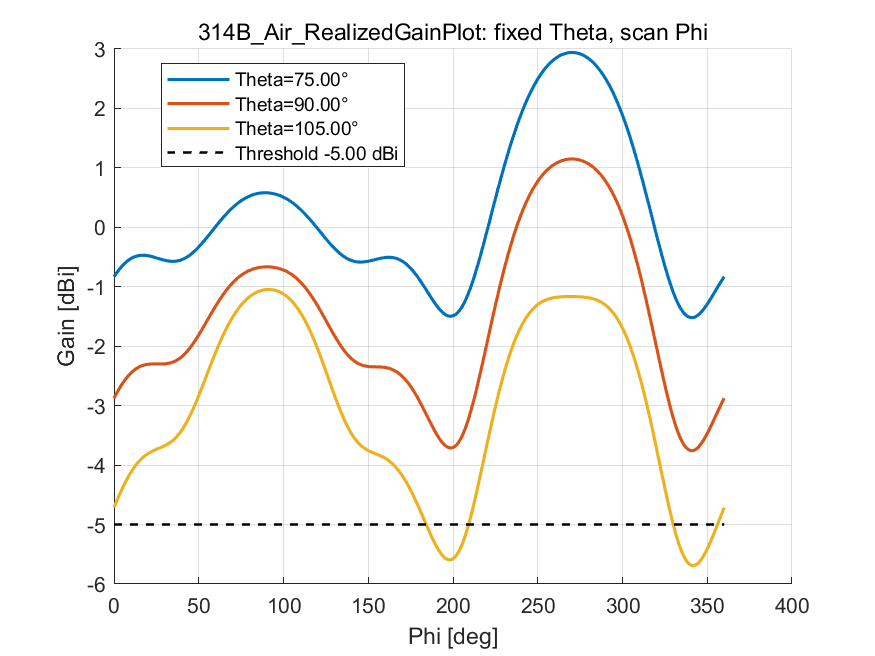 314B_Air_RealizedGainPlot: fixed Theta, scan Phi
Theta=75.00°
Theta=90.00°
Theta=105.00°
Threshold -5.00 dBi
3
2
1
0
-1
-2
-3
-4
-5
-6
Gain [dBi]
0 50 100 150 200 250 300 350 400
Phi [deg]